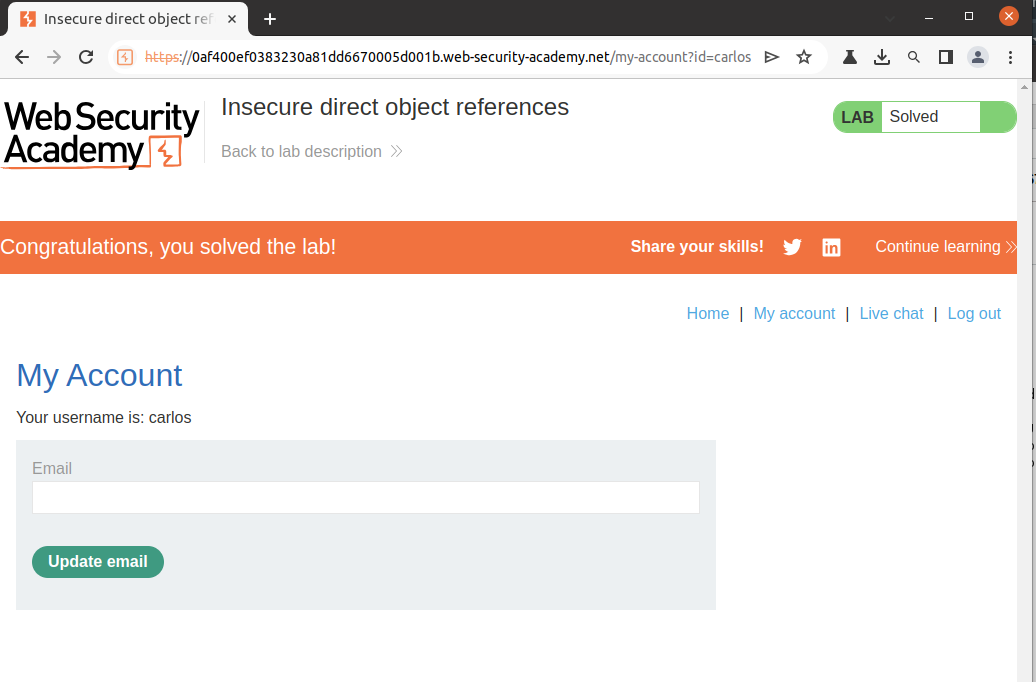 Insecure direct object ref
https://0af400ef0383230a81dd6670005d001b.web-security-academy.net/my-account?id=carlos
Web Security
Academy
Insecure direct object references
Back to lab description
LAB Solved
Congratulations, you solved the lab!
Share your skills!
Continue learning
Home | My account | Live chat | Log out
My Account
Your username is: carlos
Email
Update email